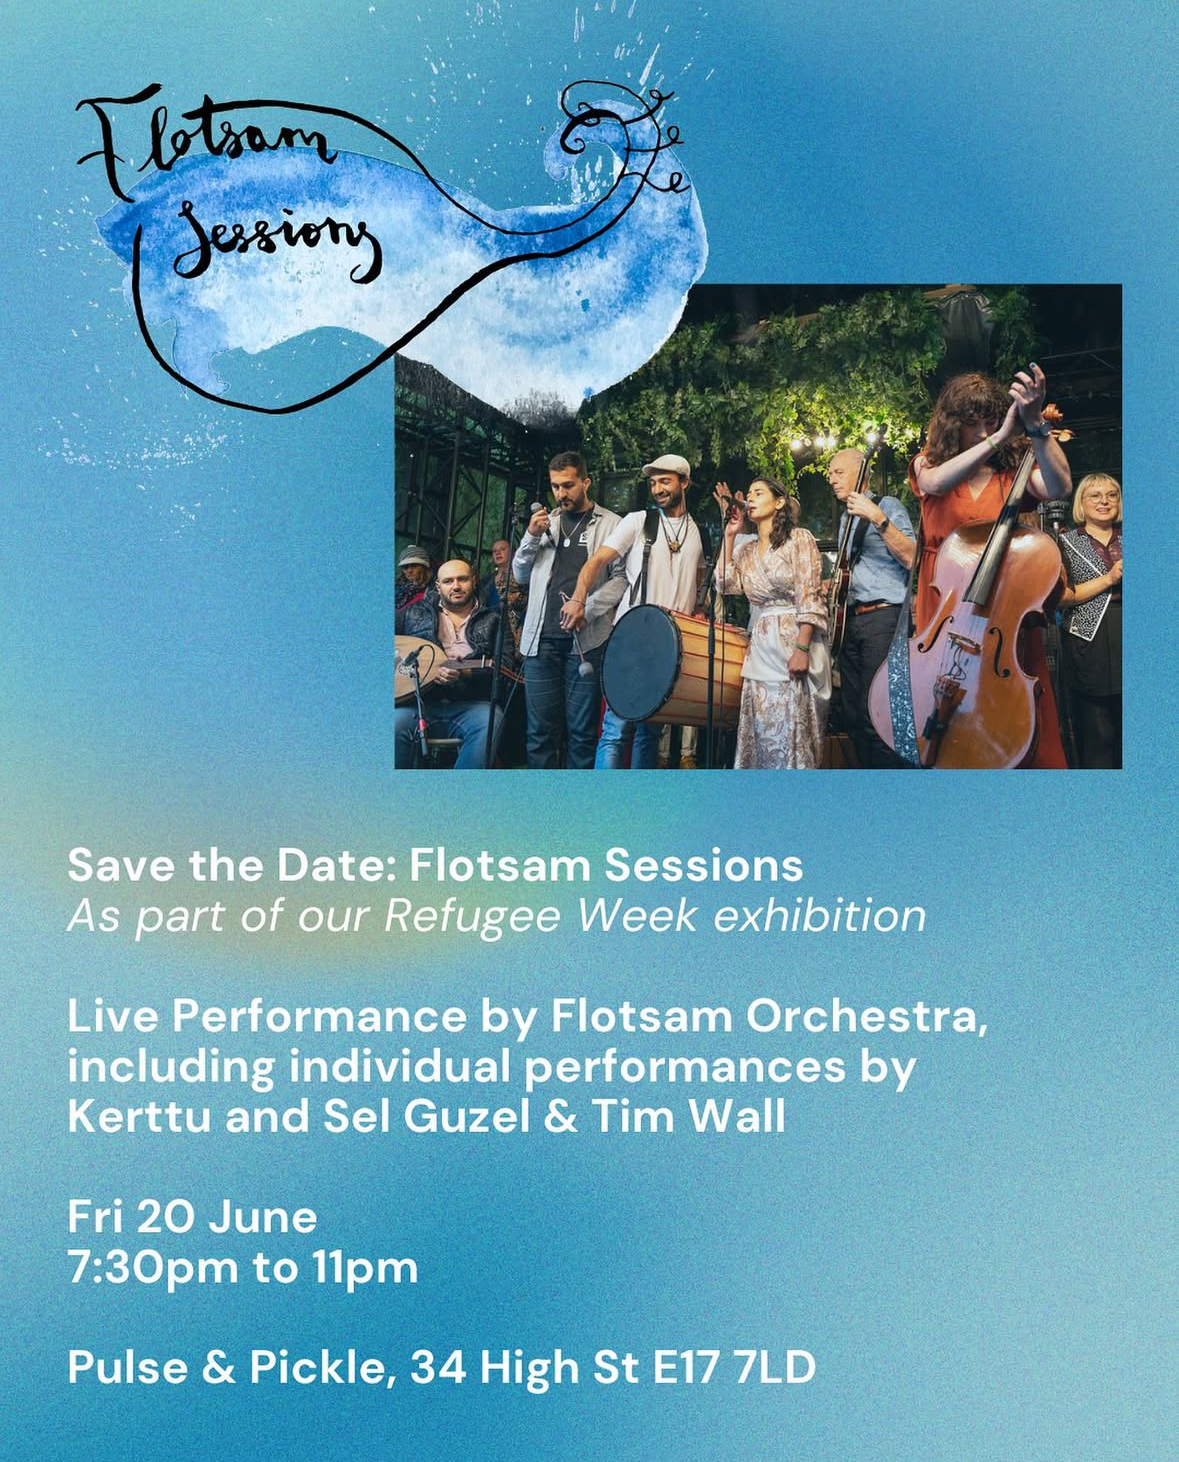 Flotsam
Sessions
Save the Date: Flotsam Sessions
As part of our Refugee Week exhibition
Live Performance by Flotsam Orchestra,
including individual performances by
Kerttu and Sel Guzel & Tim Wall
Fri 20 June
7:30pm to 11pm
Pulse & Pickle, 34 High St E17 7LD